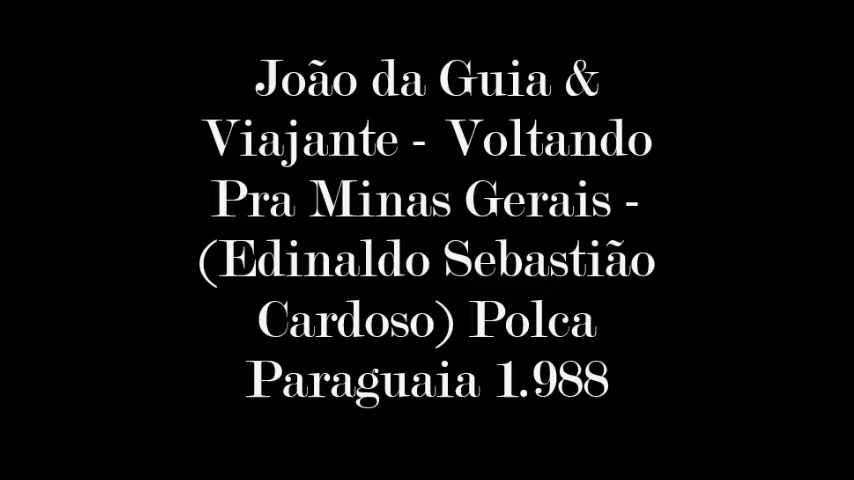 João da Guia &
Viajante - Voltando
Pra Minas Gerais -
(Edinaldo Sebastião
Cardoso) Polca
Paraguaia 1.988